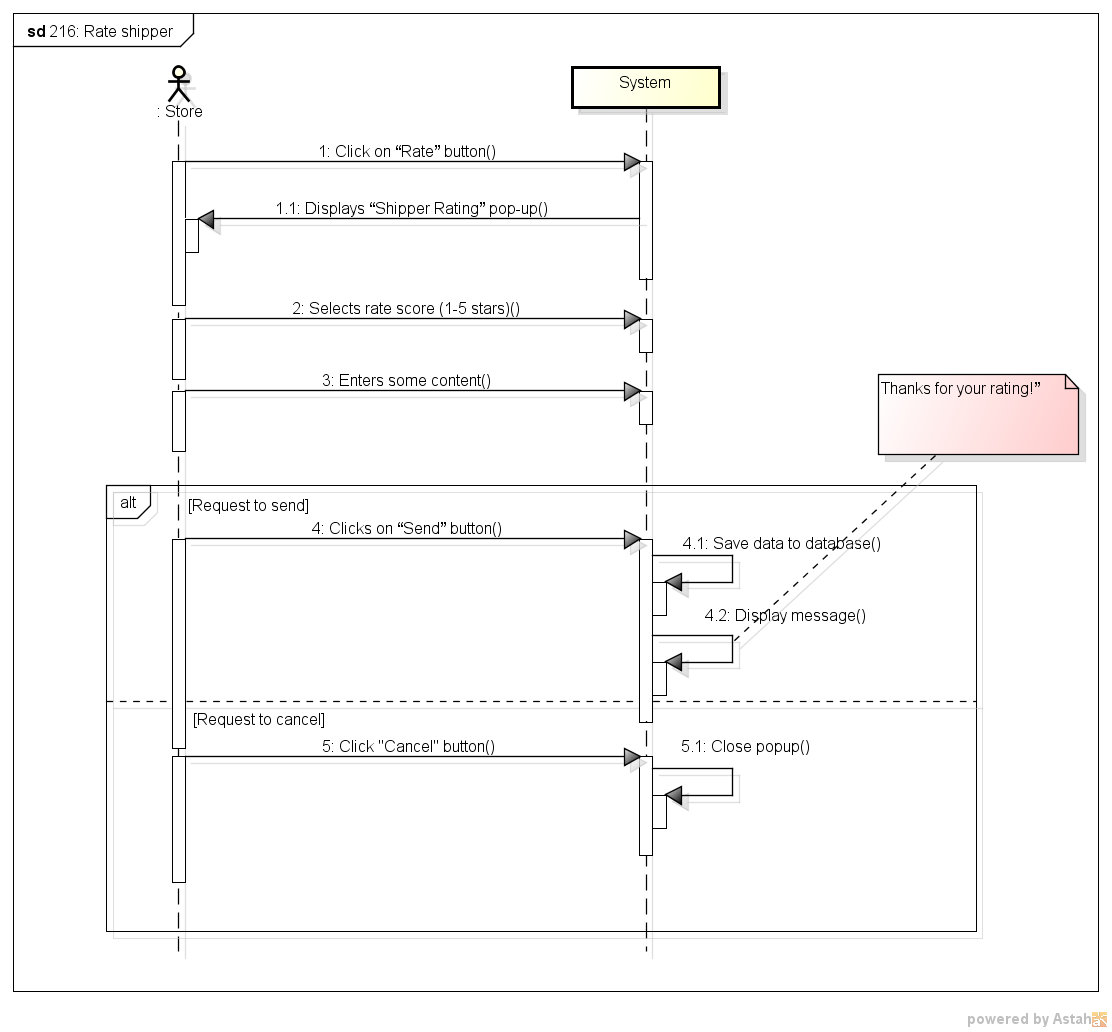 sd 216: Rate shipper
System
: Store
1: Click on “Rate” button()
1.1: Displays “Shipper Rating” pop-up()
2: Selects rate score (1-5 stars)()
3: Enters some content()
Thanks for your rating!”
alt
[Request to send]
4: Clicks on “Send” button()
4.1: Save data to database()
4.2: Display message()
[Request to cancel]
5: Click "Cancel" button()
5.1: Close popup()
powered by Astah